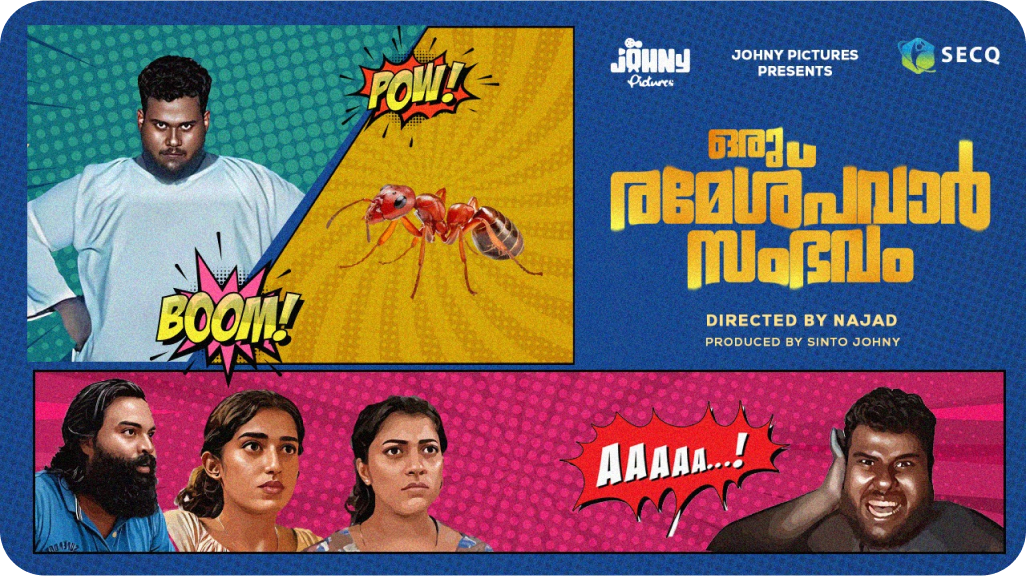 POW!
BOOM!
JOHNY
Pictures
JOHNY PICTURES
PRESENTS
SECQ
ഒരു
രമേശപവാർ
സംഭവം
DIRECTED BY NAJAD
PRODUCED BY SINTO JOHNY
AAAAA...!